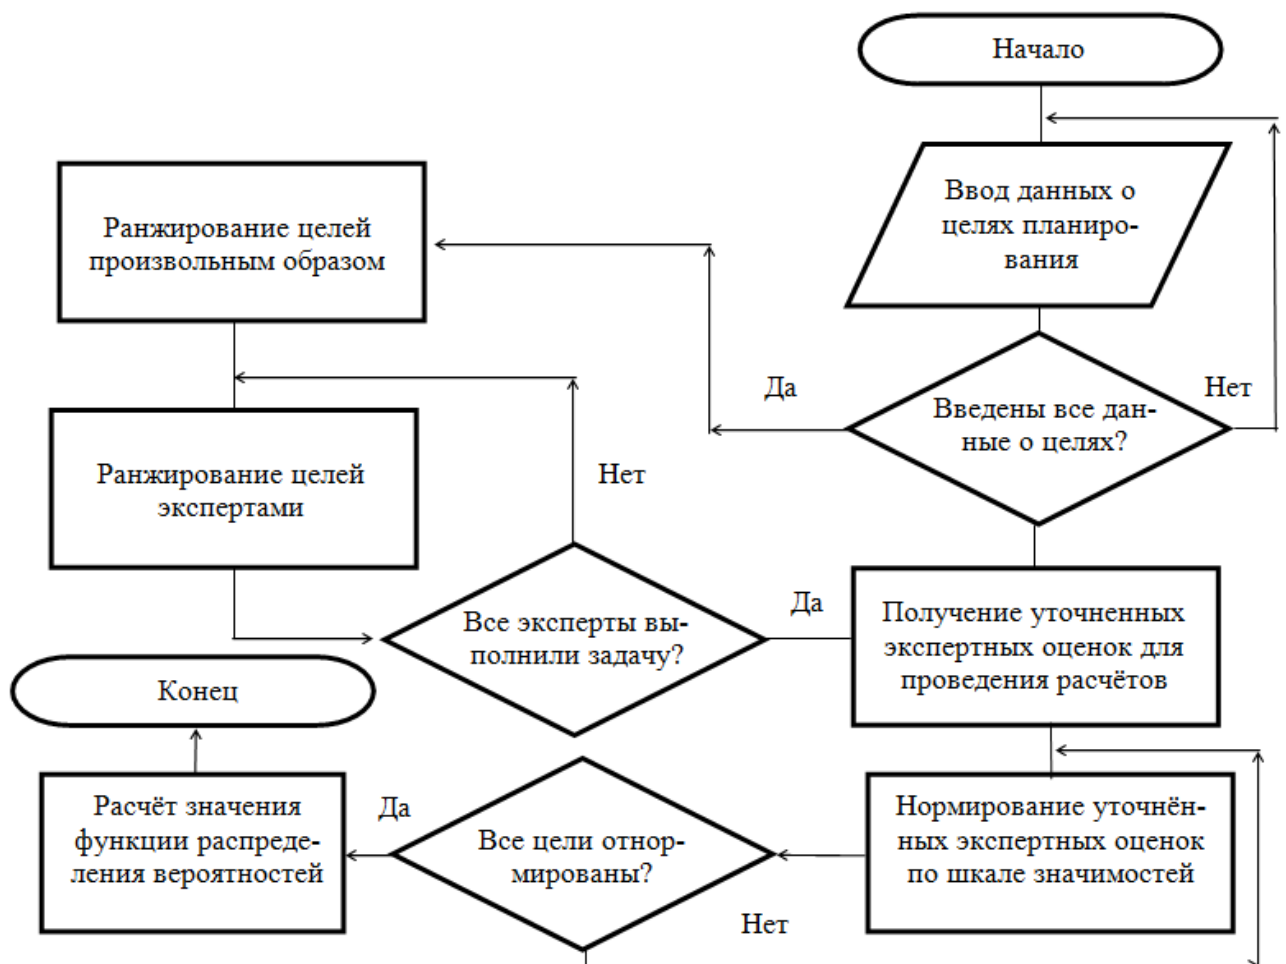 Начало
Ввод данных о
целях планиро-
вания
Введены все дан-
ные о целях?
Нет
Да
Ранжирование целей
произвольным образом
Ранжирование целей
экспертами
Нет
Все эксперты вы-
полнили задачу?
Да
Получение уточненных
экспертных оценок для
проведения расчётов
Нормирование уточнён-
ных экспертных оценок
по шкале значимостей
Все цели отнор-
мированы?
Нет
Да
Расчёт значения
функции распреде-
ления вероятностей
Конец